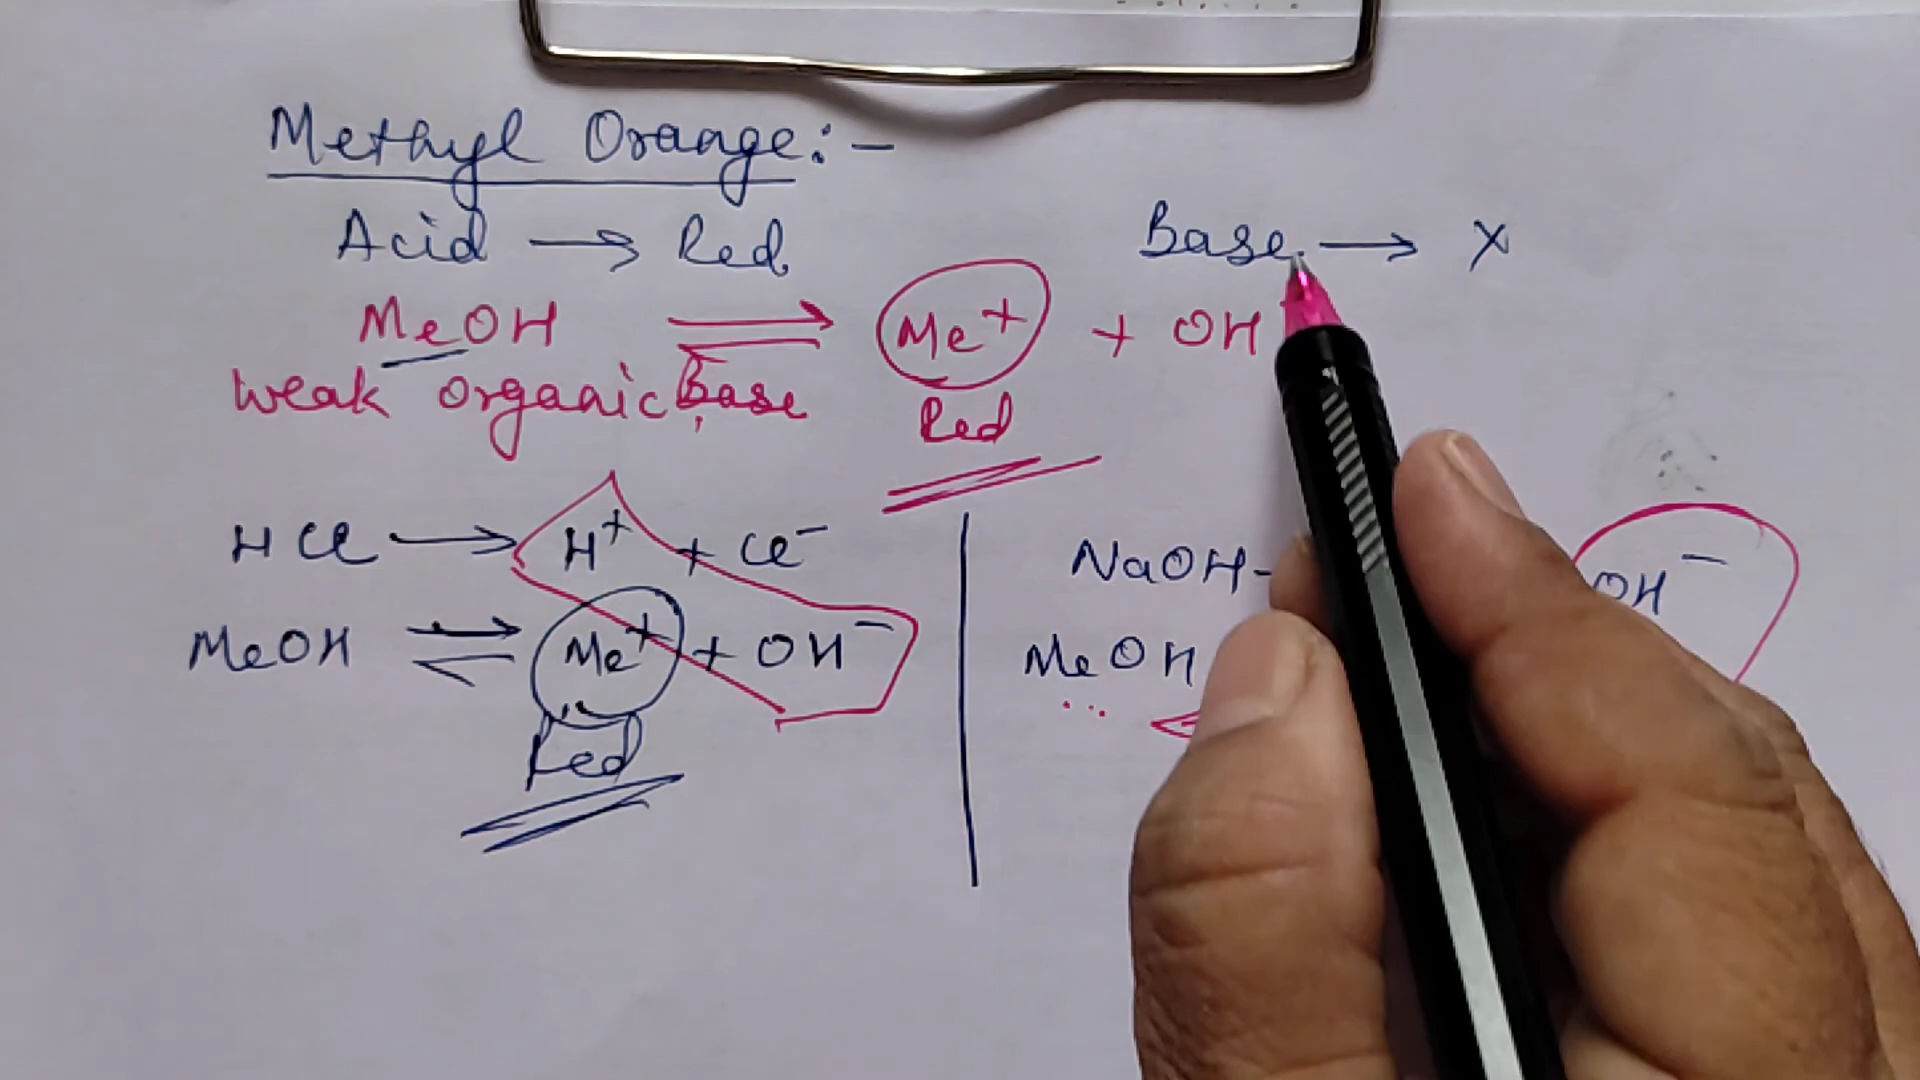 Methyl Orange:-
Acid → Red Base → X
MeOH ⇌ Me⁺ + OH
weak organic Base Red
HCl → H⁺ + Cl⁻ NaOH- OH⁻
MeOH ⇌ Me⁺ + OH⁻ MeOH
Red